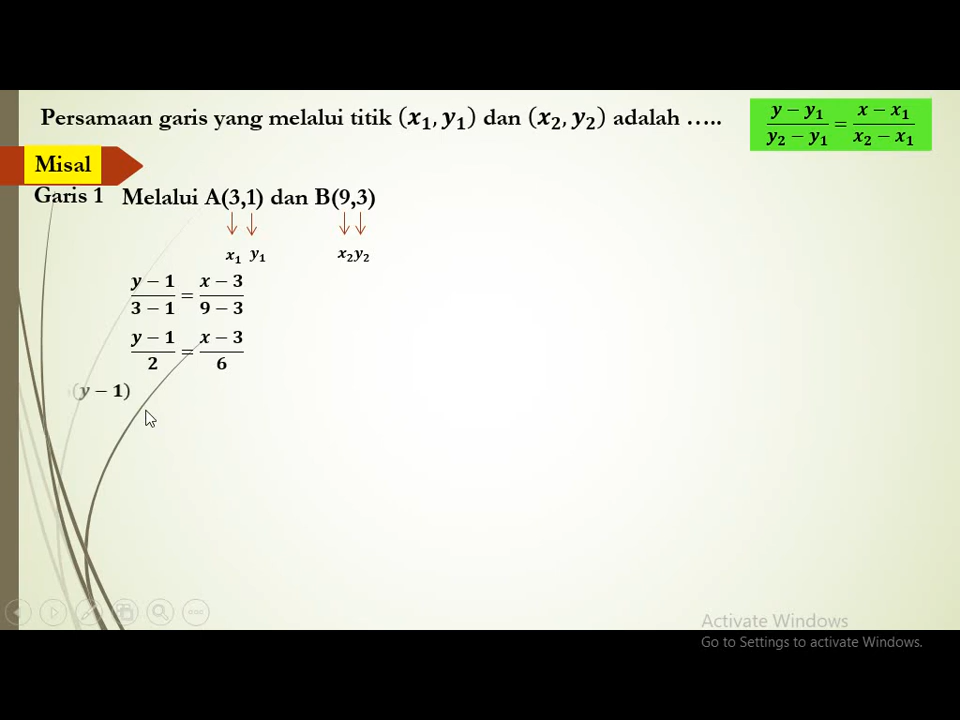 Persamaan garis yang melalui titik (x₁, y₁) dan (x₂, y₂) adalah …..
y − y₁ / y₂ − y₁ = x − x₁ / x₂ − x₁
Misal
Garis 1 Melalui A(3,1) dan B(9,3)
x₁ y₁ x₂ y₂
y − 1 / 3 − 1 = x − 3 / 9 − 3
y − 1 / 2 = x − 3 / 6
(y − 1)
Activate Windows
Go to Settings to activate Windows.